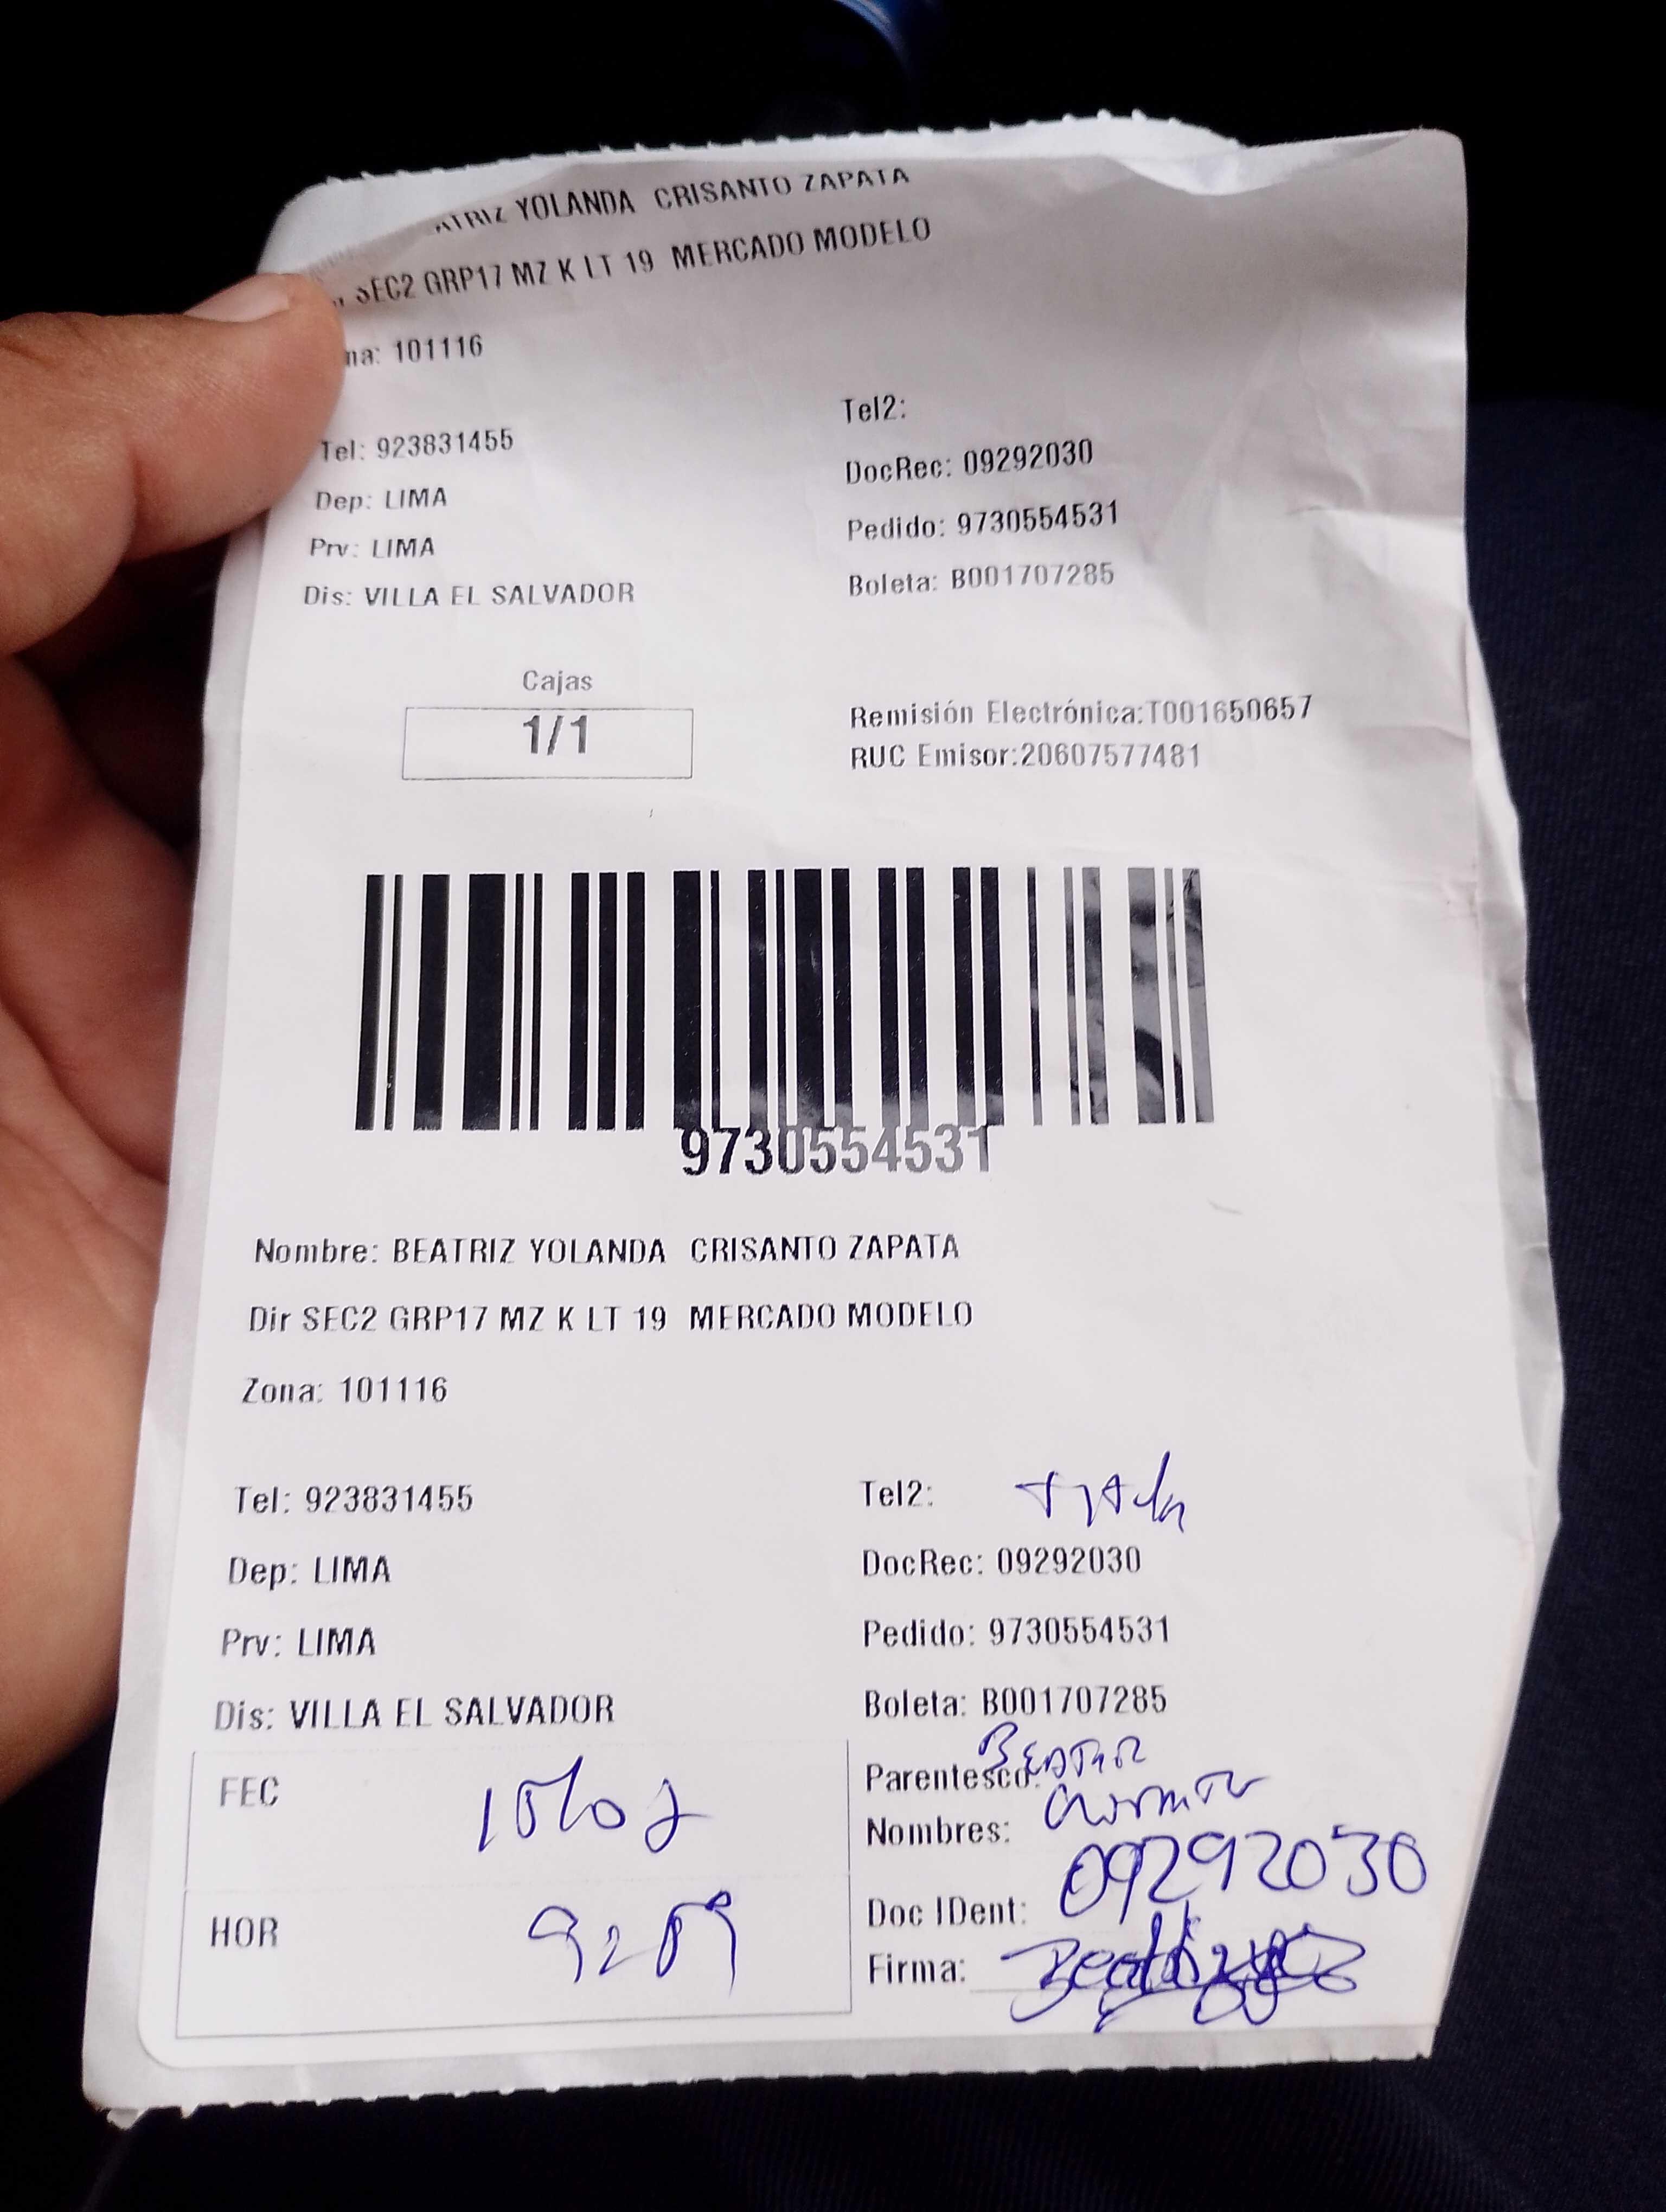 YOLANDA CRISANTO ZAPATA
SEC2 GRP17 MZ K LT 19 MERCADO MODELO
na: 101116
Tel: 923831455
Dep: LIMA
Prv: LIMA
Dis: VILLA EL SALVADOR
Tel2:
DocRec: 09292030
Pedido: 9730554531
Boleta: B001707285
Cajas
1/1
Remisión Electrónica:T001650657
RUC Emisor:20607577481
9730554531
Nombre: BEATRIZ YOLANDA CRISANTO ZAPATA
Dir SEC2 GRP17 MZ K LT 19 MERCADO MODELO
Zona: 101116
Tel: 923831455
Dep: LIMA
Prv: LIMA
Dis: VILLA EL SALVADOR
Tel2:
DocRec: 09292030
Pedido: 9730554531
Boleta: B001707285
FEC
HOR
Parentesco:
Nombres:
Doc IDent: 09292030
Firma: